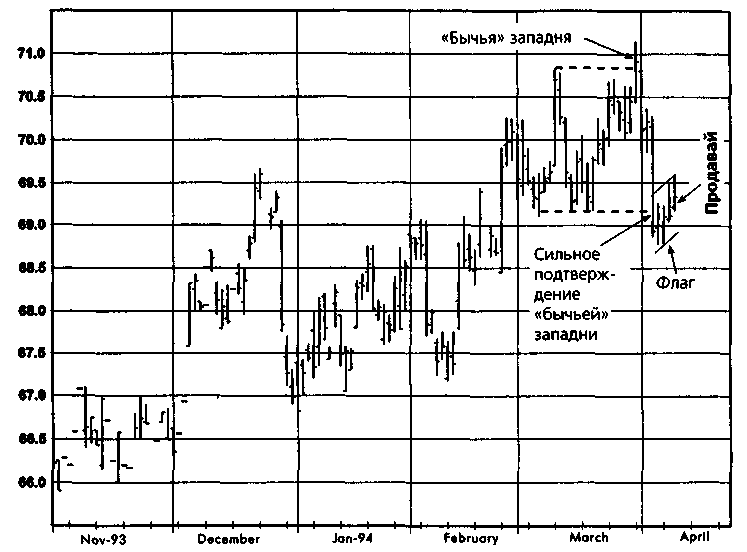 «Бычья» западня
71.0
70.5
70.0
69.5
69.0
68.5
68.0
67.5
67.0
66.5
66.0
Продавай
Сильное
подтверж-
дение
«бычьей»
западни
Флаг
Nov-93
December
Jan-94
February
March
April